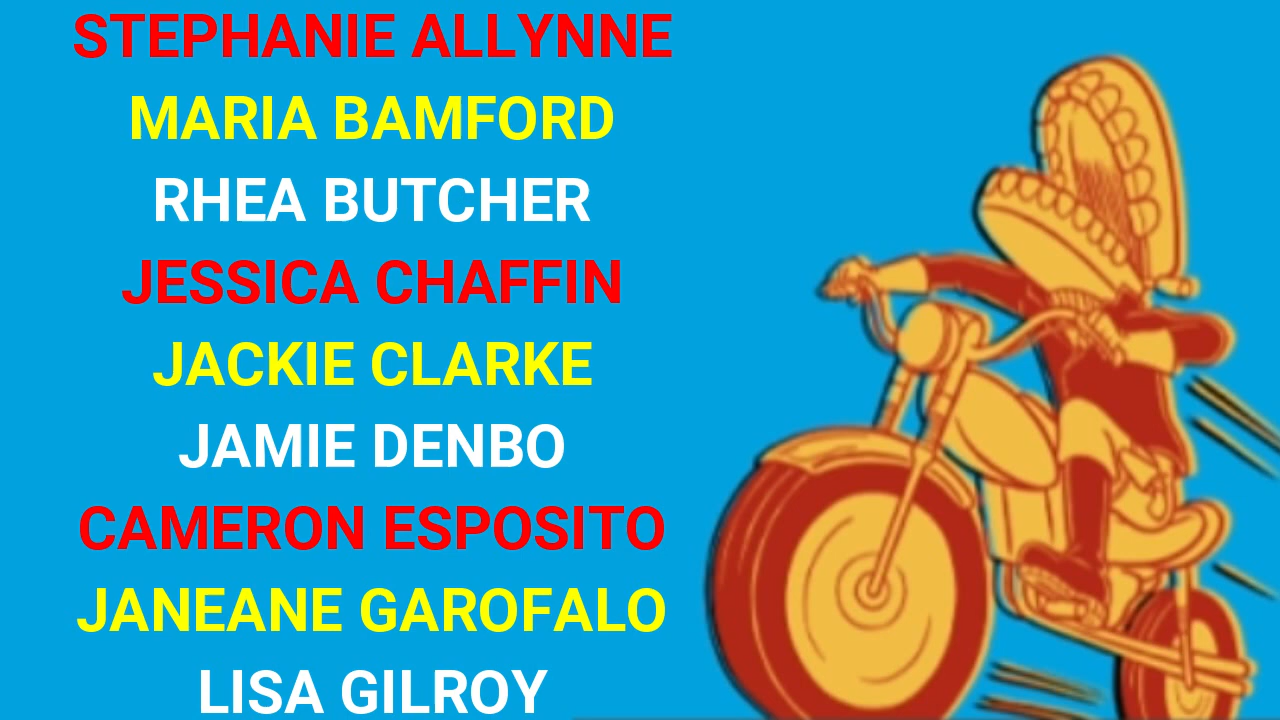 STEPHANIE ALLYNNE
MARIA BAMFORD
RHEA BUTCHER
JESSICA CHAFFIN
JACKIE CLARKE
JAMIE DENBO
CAMERON ESPOSITO
JANEANE GAROFALO
LISA GILROY